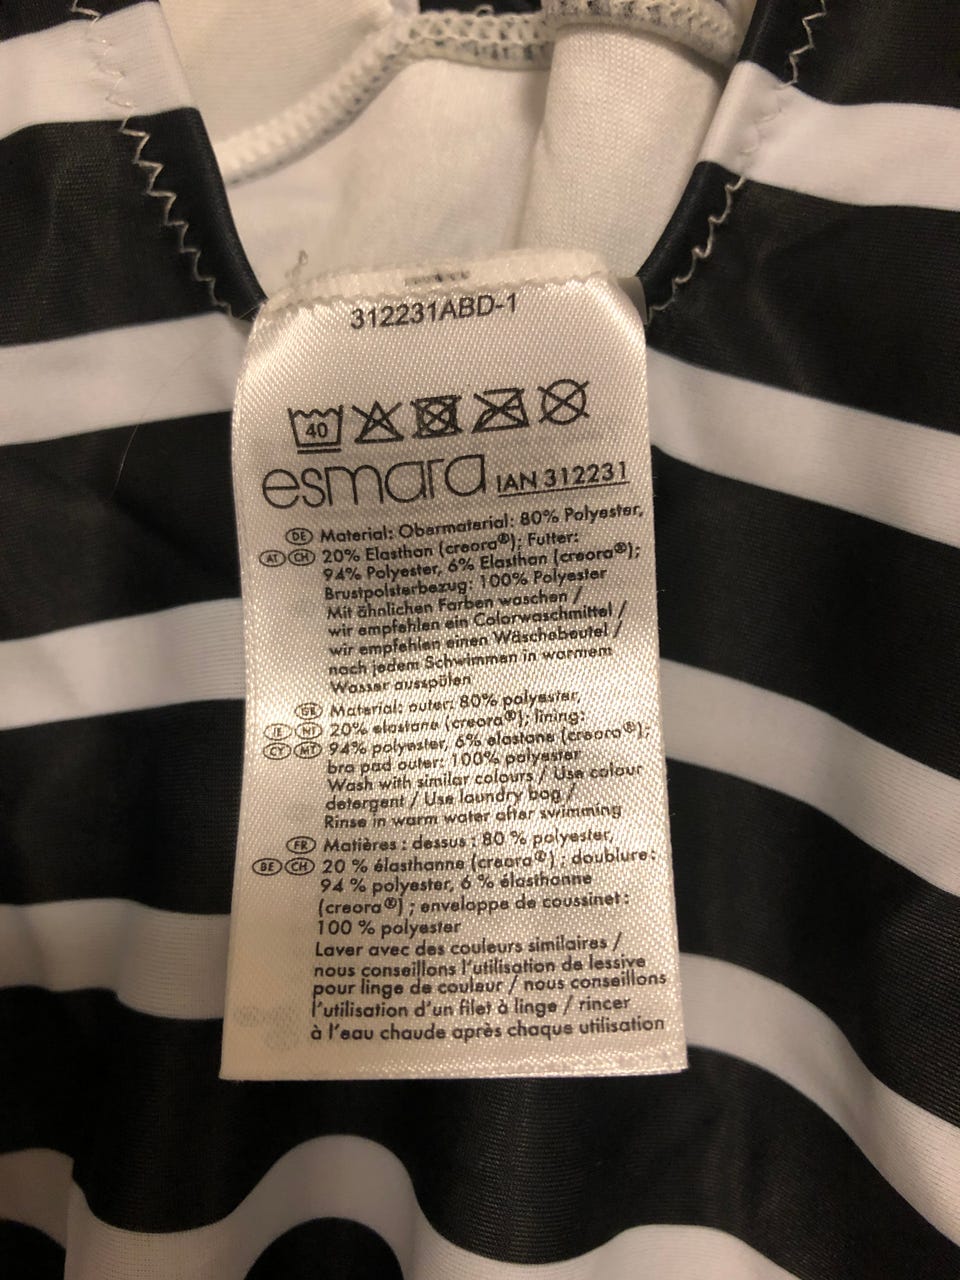 312231ABD-1
40
esmara IAN 312231
DE Material: Obermaterial: 80% Polyester,
AT CH 20% Elasthan (creora®); Futter:
94% Polyester, 6% Elasthan (creora®);
Brustpolsterbezug: 100% Polyester
Mit ähnlichen Farben waschen /
wir empfehlen ein Colorwaschmittel /
wir empfehlen einen Wäschebeutel /
nach jedem Schwimmen in warmem
Wasser ausspülen
GB Material: outer: 80% polyester,
IE NI 20% elastane (creora®); lining:
CY MT 94% polyester, 6% elastane (creora®);
bra pad outer: 100% polyester
Wash with similar colours / Use colour
detergent / Use laundry bag /
Rinse in warm water after swimming
FR Matières : dessus : 80 % polyester,
BE CH 20 % élasthanne (creora®) ; doublure :
94 % polyester, 6 % élasthanne
(creora®) ; enveloppe de coussinet :
100 % polyester
Laver avec des couleurs similaires /
nous conseillons l'utilisation de lessive
pour linge de couleur / nous conseillons
l'utilisation d'un filet à linge / rincer
à l'eau chaude après chaque utilisation